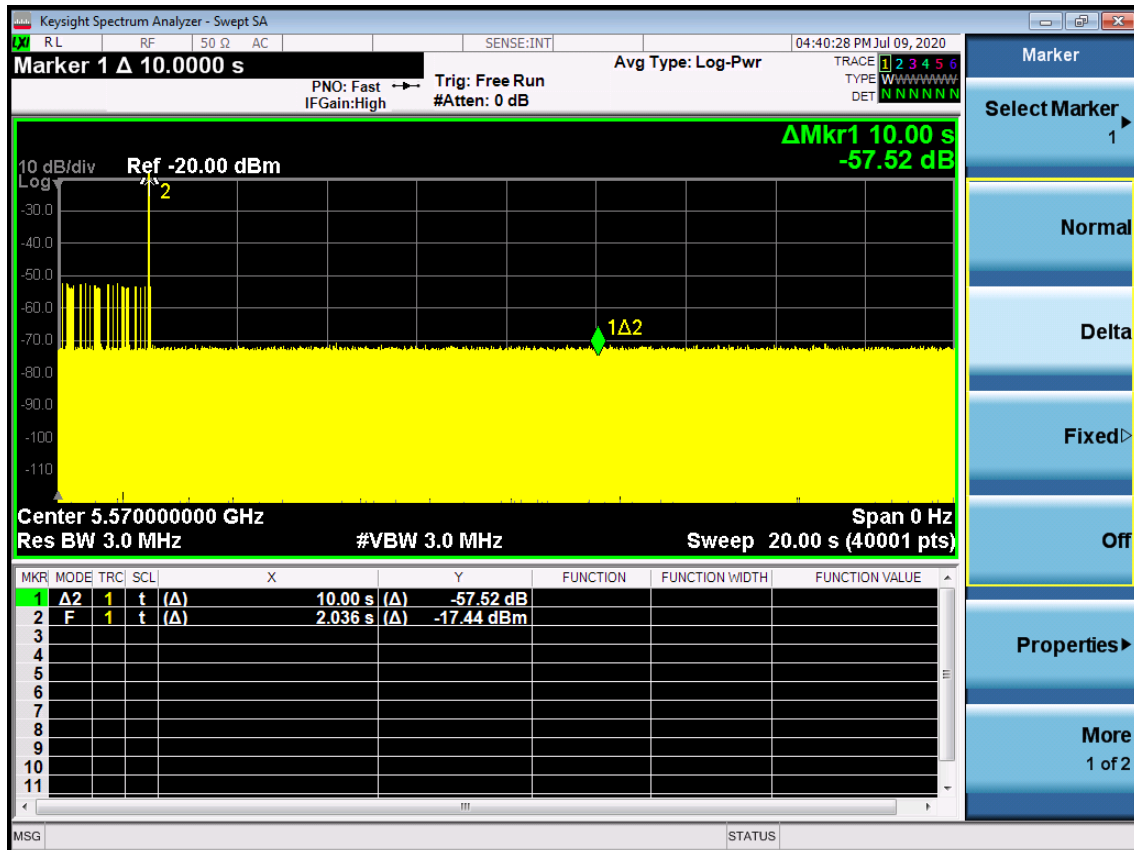 Keysight Spectrum Analyzer - Swept SA
LXI RL RF 50 Ω AC SENSE:INT 04:40:28 PM Jul 09, 2020
Marker 1 Δ 10.0000 s
PNO: Fast
IFGain:High
Trig: Free Run
#Atten: 0 dB
Avg Type: Log-Pwr
TRACE 1 2 3 4 5 6
TYPE WWWWWW
DET N N N N N N
ΔMkr1 10.00 s
-57.52 dB
10 dB/div Ref -20.00 dBm
Log
2
-30.0
-40.0
-50.0
-60.0
1Δ2
-70.0
-80.0
-90.0
-100
-110
Center 5.570000000 GHz Span 0 Hz
Res BW 3.0 MHz #VBW 3.0 MHz Sweep 20.00 s (40001 pts)
MKR MODE TRC SCL X Y FUNCTION FUNCTION WIDTH FUNCTION VALUE
1 Δ2 1 t (Δ) 10.00 s (Δ) -57.52 dB
2 F 1 t (Δ) 2.036 s (Δ) -17.44 dBm
3
4
5
6
7
8
9
10
11
MSG STATUS
Marker
Select Marker
1
Normal
Delta
Fixed
Off
Properties
More
1 of 2